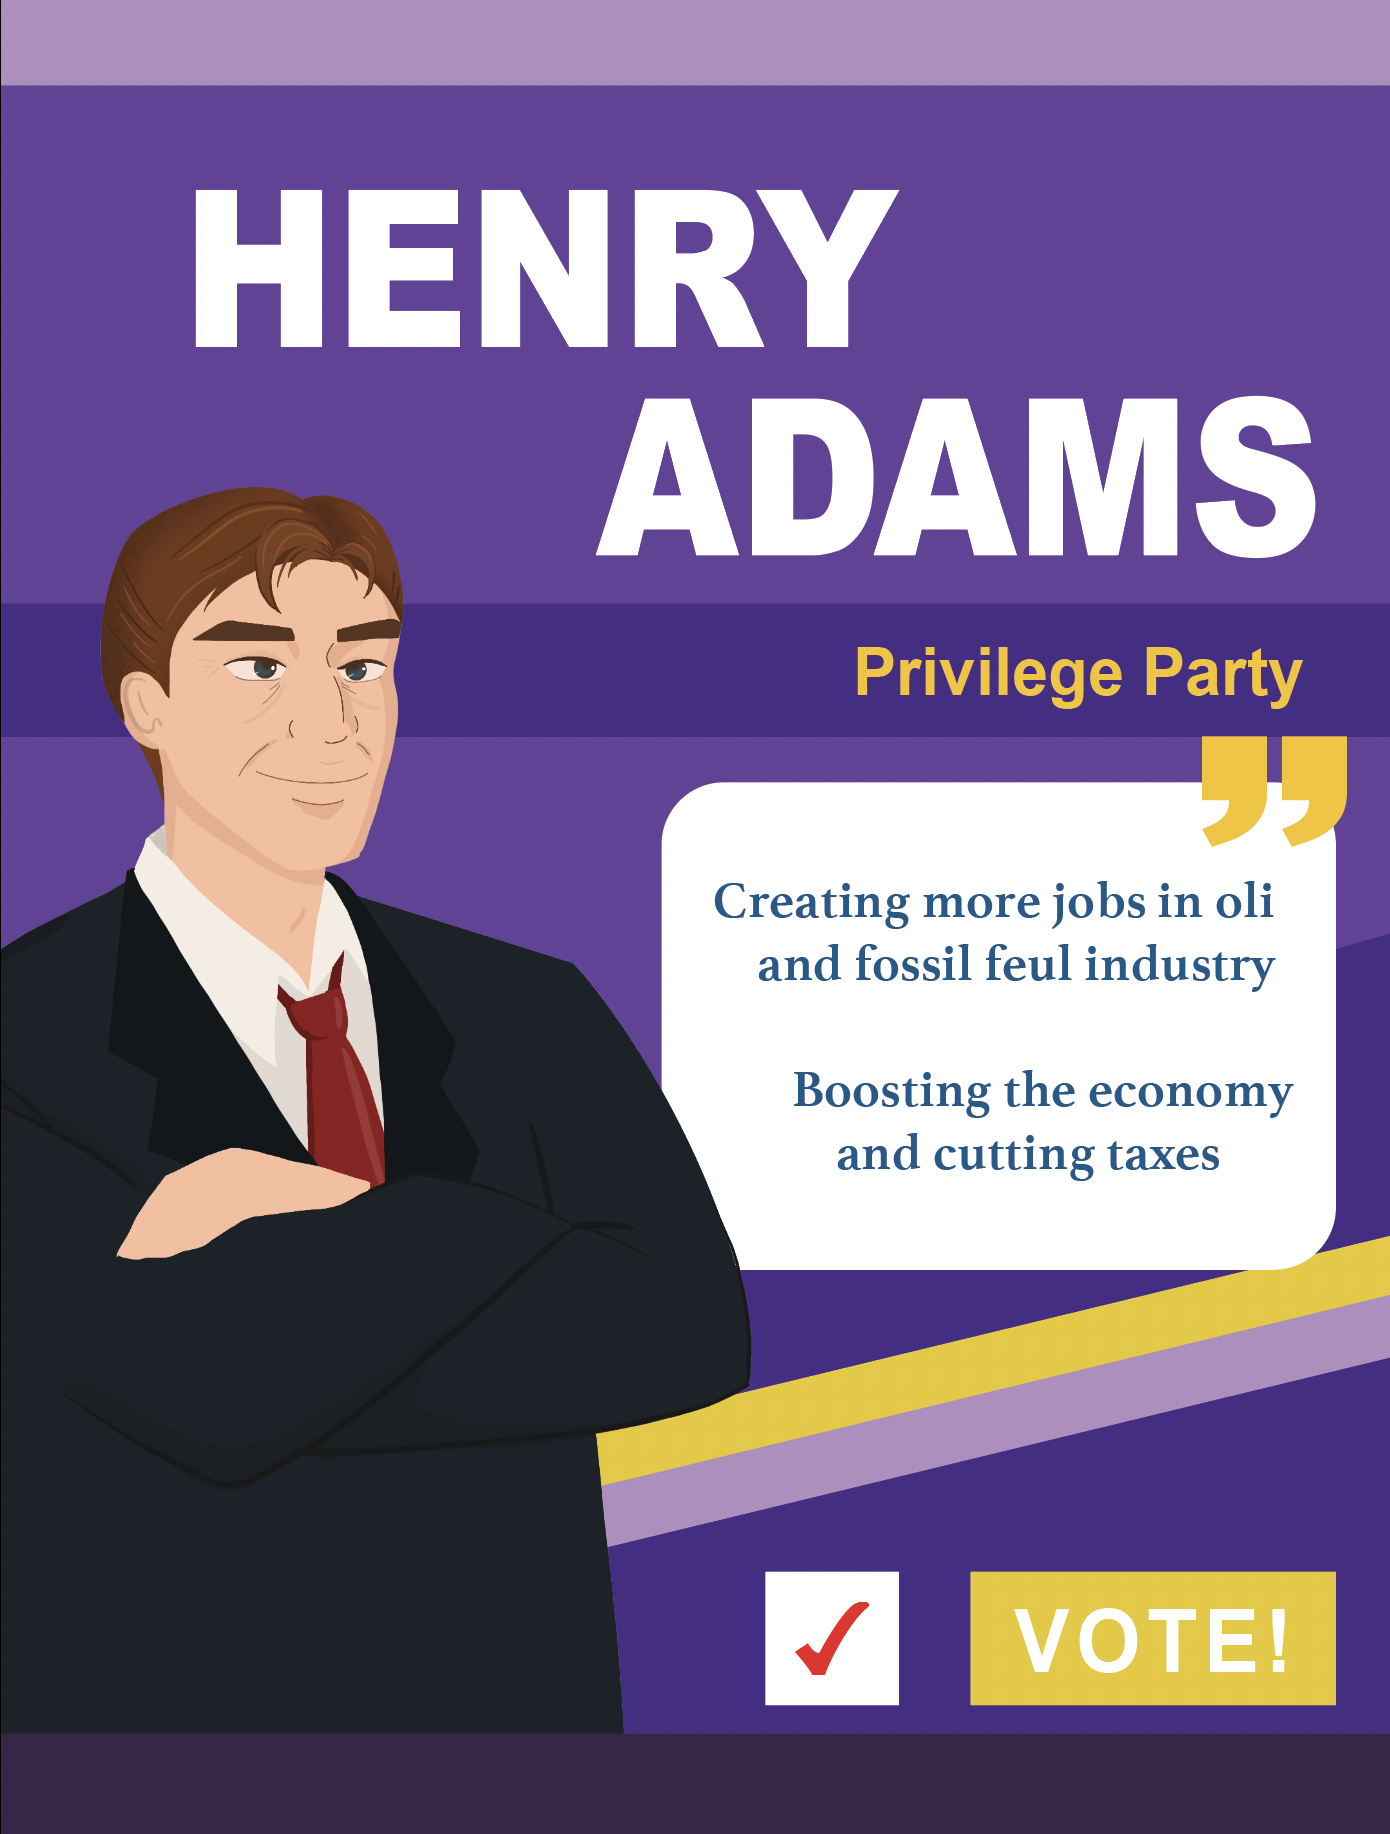 HENRY
ADAMS
Privilege Party
”
Creating more jobs in oli
and fossil feul industry
Boosting the economy
and cutting taxes
✓ VOTE!